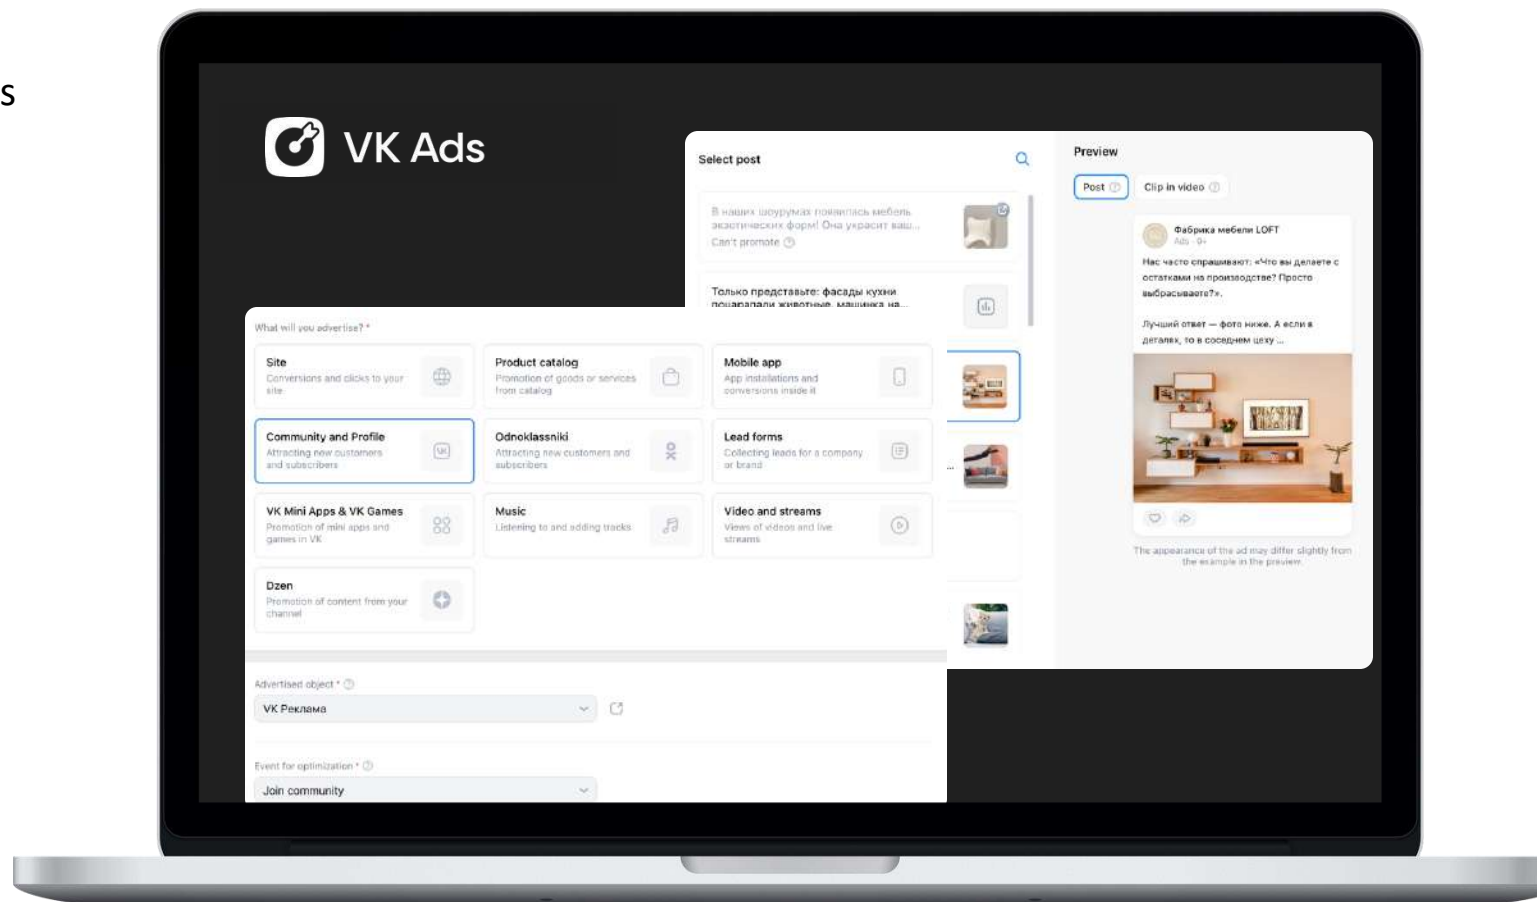 s
VK Ads
Select post
В наших шоурумах появилась мебель
экзотических форм! Она украсит ваш...
Can't promote
Только представьте: фасады кухни
поцарапали животные, машинка на...
...
Preview
Post
Clip in video
Фабрика мебели LOFT
Ads · 0+
Нас часто спрашивают: «Что вы делаете с
остатками на производстве? Просто
выбрасываете?».
Лучший ответ — фото ниже. А если в
деталях, то в соседнем цеху ...
The appearance of the ad may differ slightly from
the example in the preview.
What will you advertise? *
Site
Conversions and clicks to your
site
Product catalog
Promotion of goods or services
from catalog
Mobile app
App installations and
conversions inside it
Community and Profile
Attracting new customers
and subscribers
Odnoklassniki
Attracting new customers and
subscribers
Lead forms
Collecting leads for a company
or brand
VK Mini Apps & VK Games
Promotion of mini apps and
games in VK
Music
Listening to and adding tracks
Video and streams
Views of videos and live
streams
Dzen
Promotion of content from your
channel
Advertised object *
VK Реклама
Event for optimization *
Join community